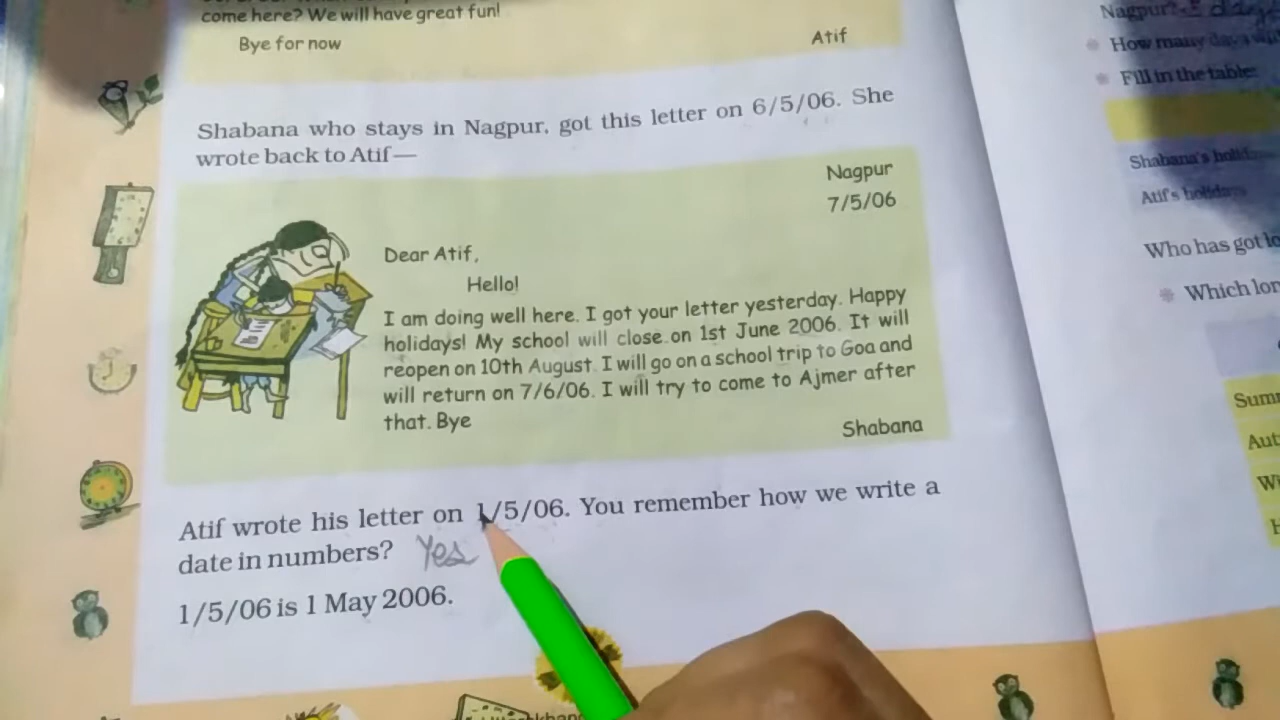 come here? We will have great fun!
Bye for now
Atif
Shabana who stays in Nagpur, got this letter on 6/5/06. She
wrote back to Atif—
Nagpur
7/5/06
Dear Atif,
Hello!
I am doing well here. I got your letter yesterday. Happy
holidays! My school will close on 1st June 2006. It will
reopen on 10th August. I will go on a school trip to Goa and
will return on 7/6/06. I will try to come to Ajmer after
that. Bye
Shabana
Atif wrote his letter on 1/5/06. You remember how we write a
date in numbers? Yes
1/5/06 is 1 May 2006.
Nagpur?
How many days
Fill in the table:
Shabana's
Atif's holidays
Who has got
Which